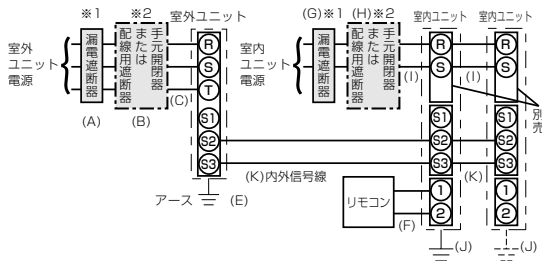 ※1
※2
室外ユニット
室外
ユニット
電源
漏電遮断器
手元開閉器
または
配線用遮断器
(A)
(B)
(C)
R
S
T
S1
S2
S3
アース
(E)
(G)※1
(H)※2
室内ユニット
室内ユニット
室内
ユニット
電源
漏電遮断器
手元開閉器
または
配線用遮断器
(I)
(I)
R
S
R
S
別売
S1
S2
S3
S1
S2
S3
(K)内外信号線
(K)
リモコン
(F)
1
2
1
2
(J)
(J)